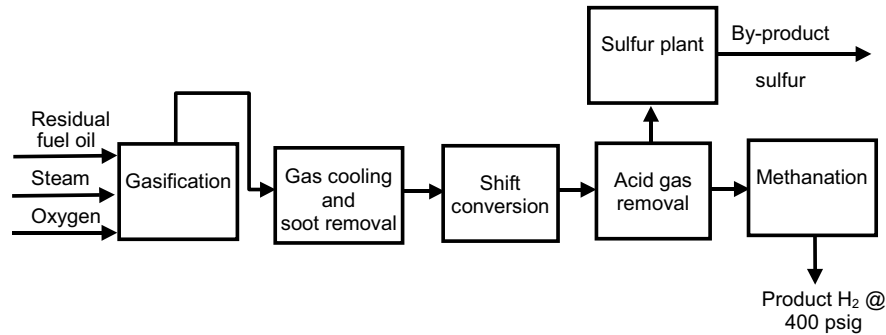 Residual
fuel oil
Steam
Oxygen
Gasification
Gas cooling
and
soot removal
Shift
conversion
Acid gas
removal
Sulfur plant
By-product
sulfur
Methanation
Product H₂ @
400 psig